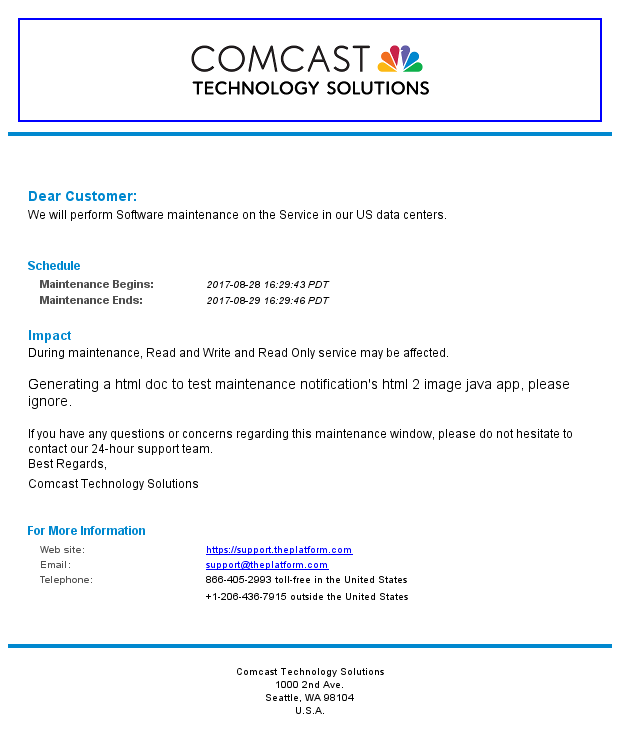 COMCAST
TECHNOLOGY SOLUTIONS
Dear Customer:
We will perform Software maintenance on the Service in our US data centers.
Schedule
Maintenance Begins: 2017-08-28 16:29:43 PDT
Maintenance Ends: 2017-08-29 16:29:46 PDT
Impact
During maintenance, Read and Write and Read Only service may be affected.
Generating a html doc to test maintenance notification's html 2 image java app, please
ignore.
If you have any questions or concerns regarding this maintenance window, please do not hesitate to
contact our 24-hour support team.
Best Regards,
Comcast Technology Solutions
For More Information
Web site: https://support.theplatform.com
Email: support@theplatform.com
Telephone: 866-405-2993 toll-free in the United States
+1-206-436-7915 outside the United States
Comcast Technology Solutions
1000 2nd Ave.
Seattle, WA 98104
U.S.A.